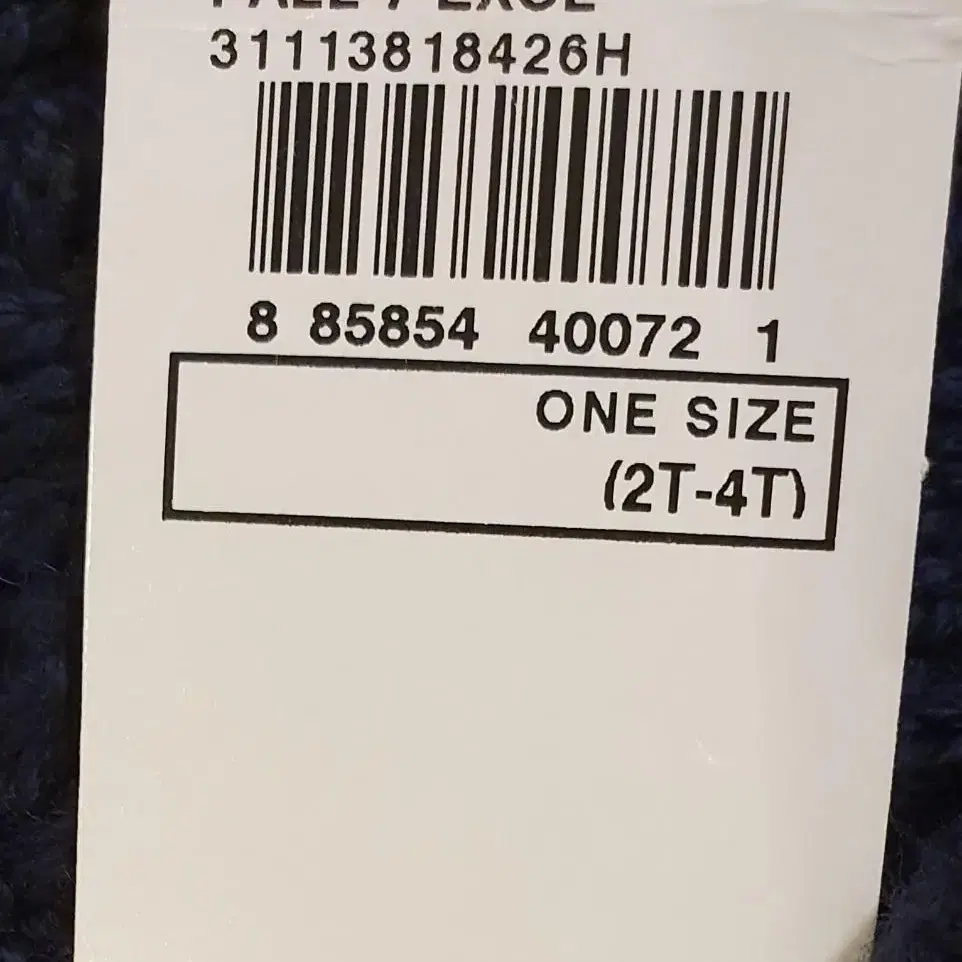 31113818426H
8 85854 40072 1
ONE SIZE
(2T-4T)